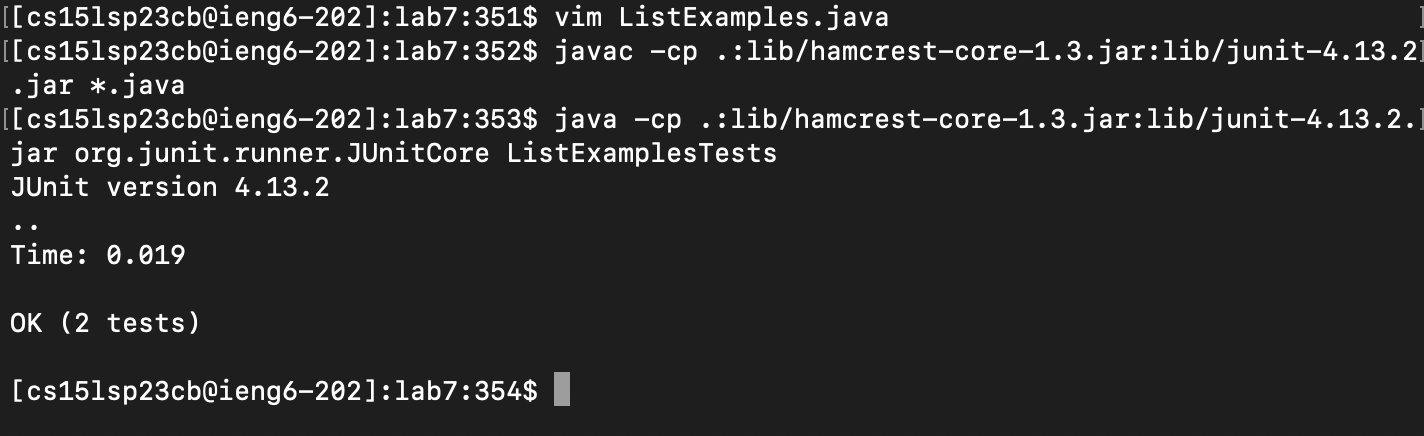 [[cs15lsp23cb@ieng6-202]:lab7:351$ vim ListExamples.java ]
[[cs15lsp23cb@ieng6-202]:lab7:352$ javac -cp .:lib/hamcrest-core-1.3.jar:lib/junit-4.13.2]
.jar *.java
[[cs15lsp23cb@ieng6-202]:lab7:353$ java -cp .:lib/hamcrest-core-1.3.jar:lib/junit-4.13.2.]
jar org.junit.runner.JUnitCore ListExamplesTests
JUnit version 4.13.2
..
Time: 0.019
OK (2 tests)
[cs15lsp23cb@ieng6-202]:lab7:354$